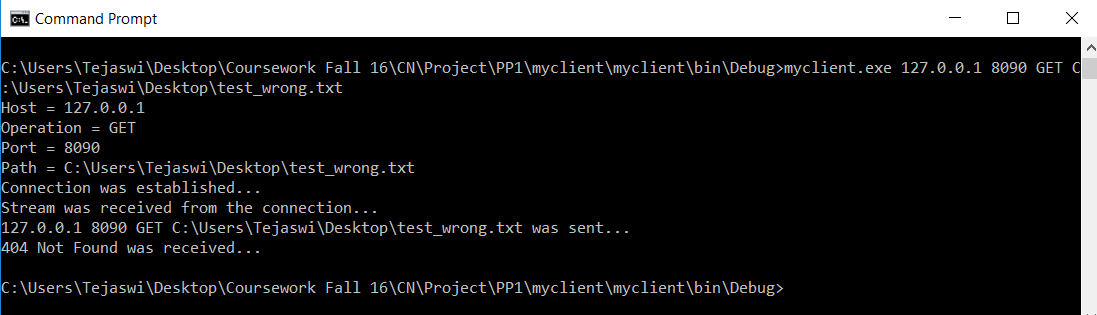 Command Prompt
C:\Users\Tejaswi\Desktop\Coursework Fall 16\CN\Project\PP1\myclient\myclient\bin\Debug>myclient.exe 127.0.0.1 8090 GET C
:\Users\Tejaswi\Desktop\test_wrong.txt
Host = 127.0.0.1
Operation = GET
Port = 8090
Path = C:\Users\Tejaswi\Desktop\test_wrong.txt
Connection was established...
Stream was received from the connection...
127.0.0.1 8090 GET C:\Users\Tejaswi\Desktop\test_wrong.txt was sent...
404 Not Found was received...
C:\Users\Tejaswi\Desktop\Coursework Fall 16\CN\Project\PP1\myclient\myclient\bin\Debug>